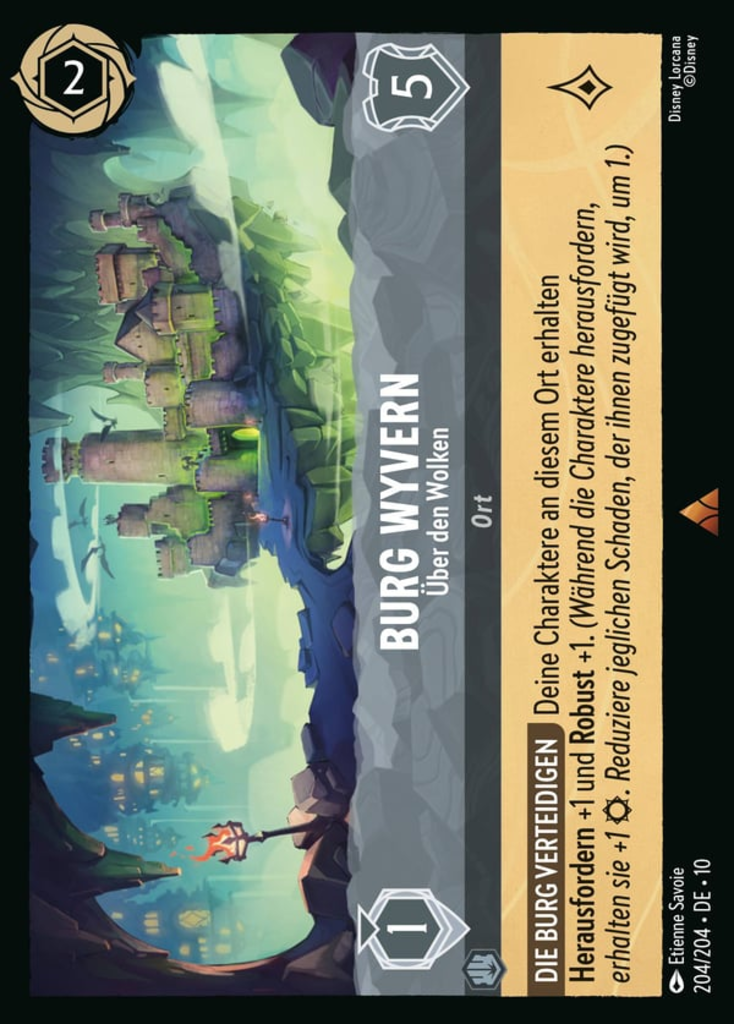 2
BURG WYVERN
Über den Wolken
1
5
Ort
DIE BURG VERTEIDIGEN Deine Charaktere an diesem Ort erhalten
Herausfordern +1 und Robust +1. (Während die Charaktere herausfordern,
erhalten sie +1 . Reduziere jeglichen Schaden, der ihnen zugefügt wird, um 1.)
Etienne Savoie
204/204 • DE • 10
Disney Lorcana
©Disney